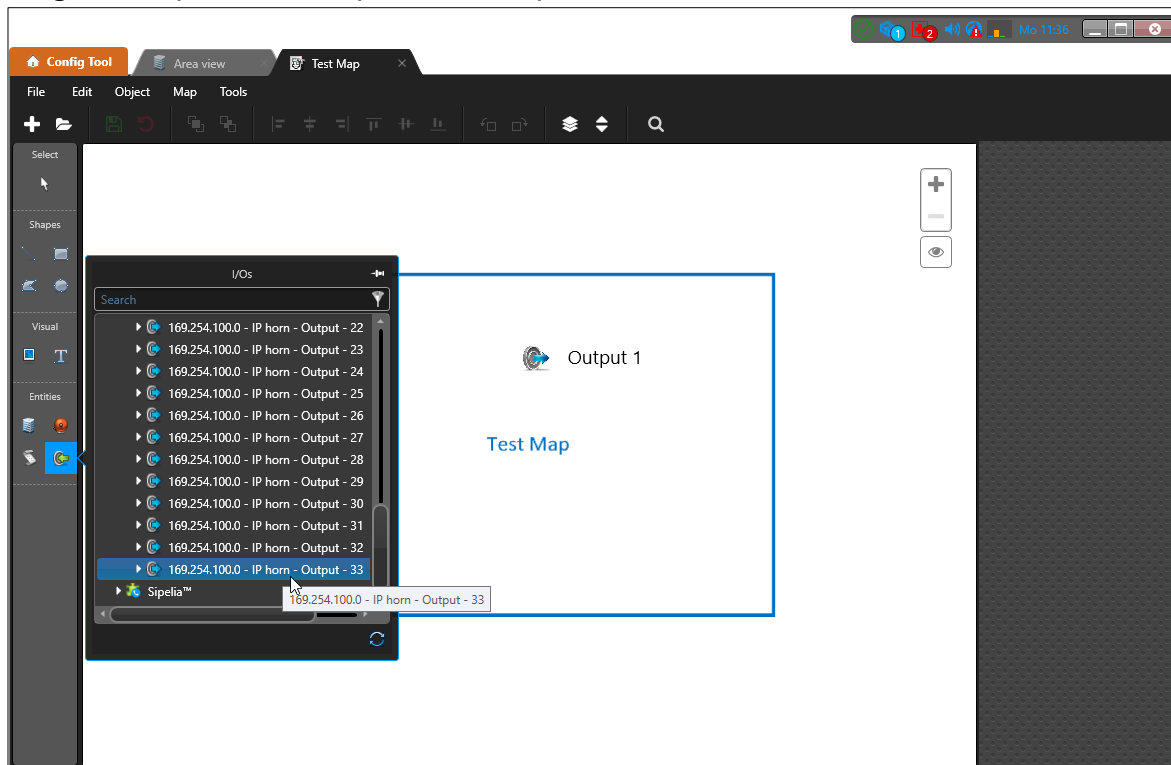 1
2
Mo 11:36
Config Tool
Area view
Test Map
File Edit Object Map Tools
Select
Shapes
Visual
T
Entities
I/Os
Search
169.254.100.0 - IP horn - Output - 22
169.254.100.0 - IP horn - Output - 23
169.254.100.0 - IP horn - Output - 24
169.254.100.0 - IP horn - Output - 25
169.254.100.0 - IP horn - Output - 26
169.254.100.0 - IP horn - Output - 27
169.254.100.0 - IP horn - Output - 28
169.254.100.0 - IP horn - Output - 29
169.254.100.0 - IP horn - Output - 30
169.254.100.0 - IP horn - Output - 31
169.254.100.0 - IP horn - Output - 32
169.254.100.0 - IP horn - Output - 33
Sipelia™
169.254.100.0 - IP horn - Output - 33
Output 1
Test Map